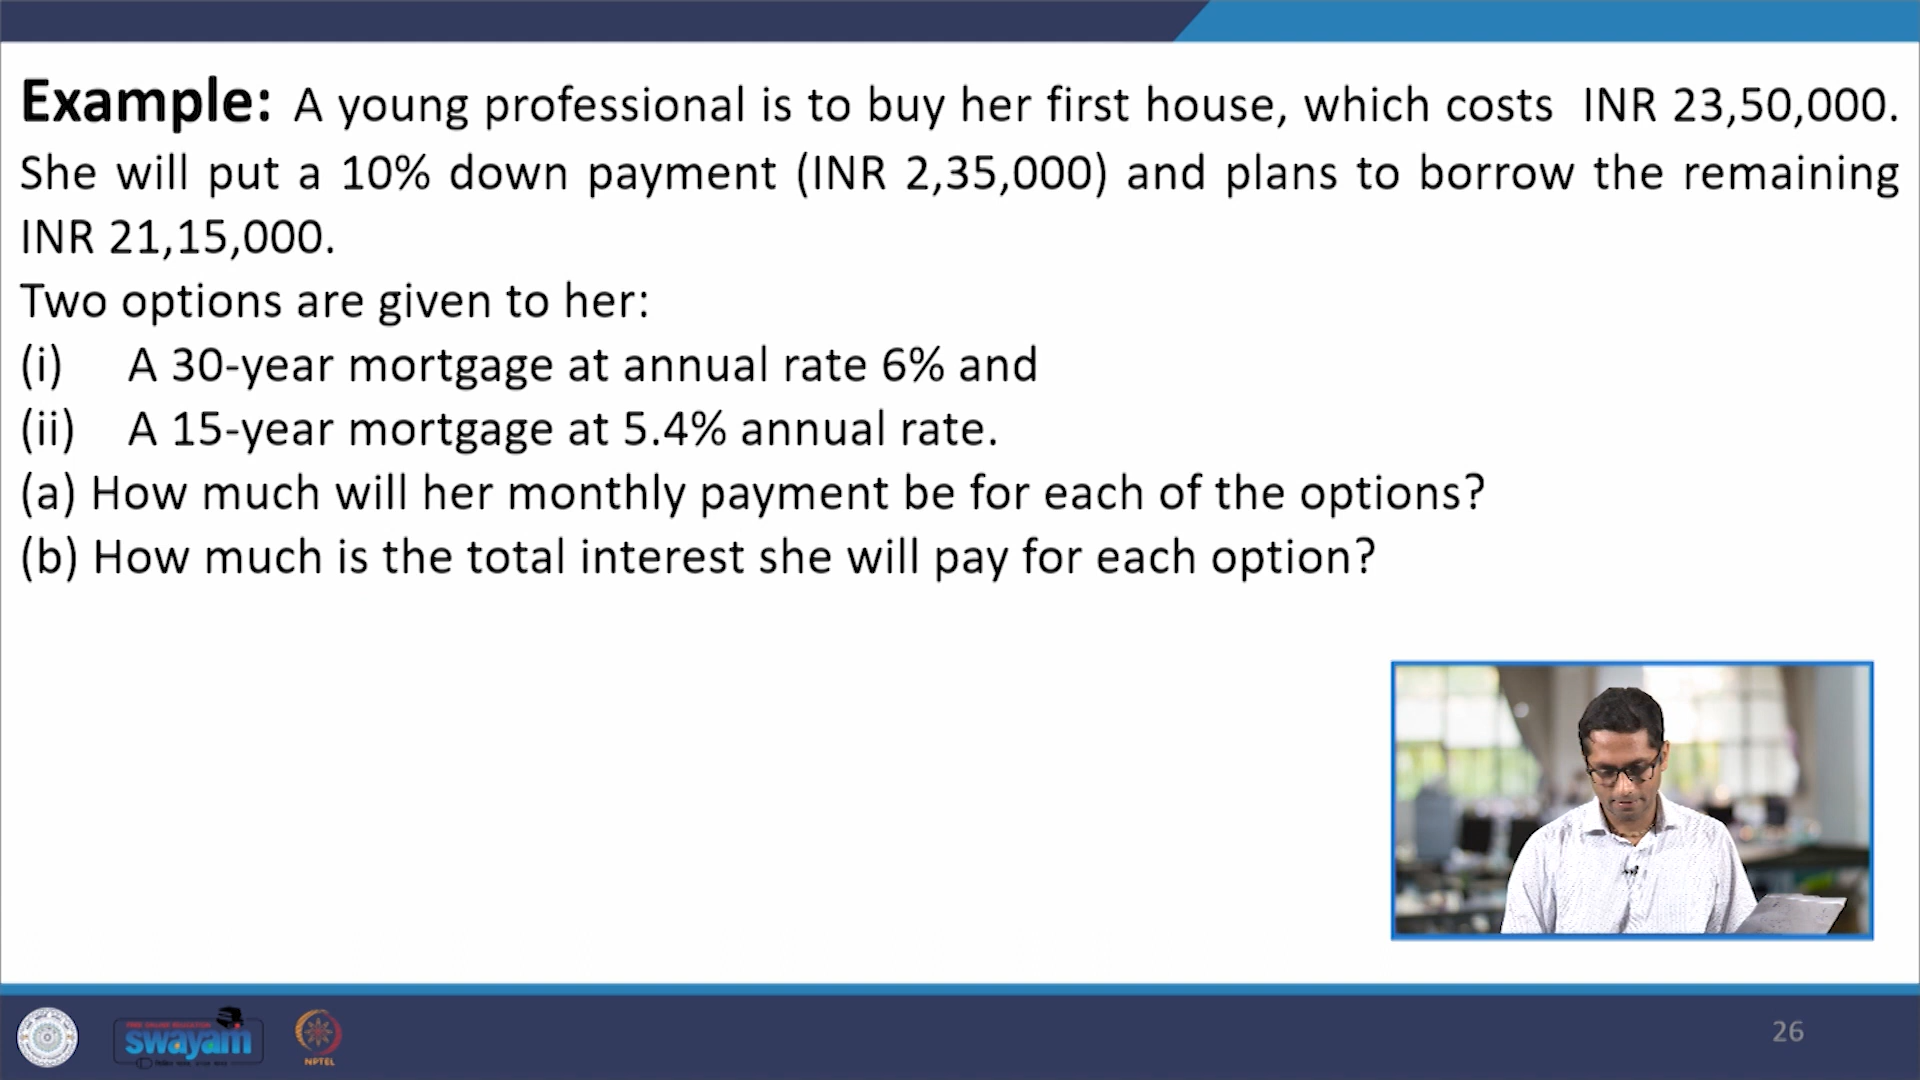 Example: A young professional is to buy her first house, which costs INR 23,50,000.
She will put a 10% down payment (INR 2,35,000) and plans to borrow the remaining
INR 21,15,000.
Two options are given to her:
(i) A 30-year mortgage at annual rate 6% and
(ii) A 15-year mortgage at 5.4% annual rate.
(a) How much will her monthly payment be for each of the options?
(b) How much is the total interest she will pay for each option?
FREE ONLINE EDUCATION
swayam
NPTEL
26